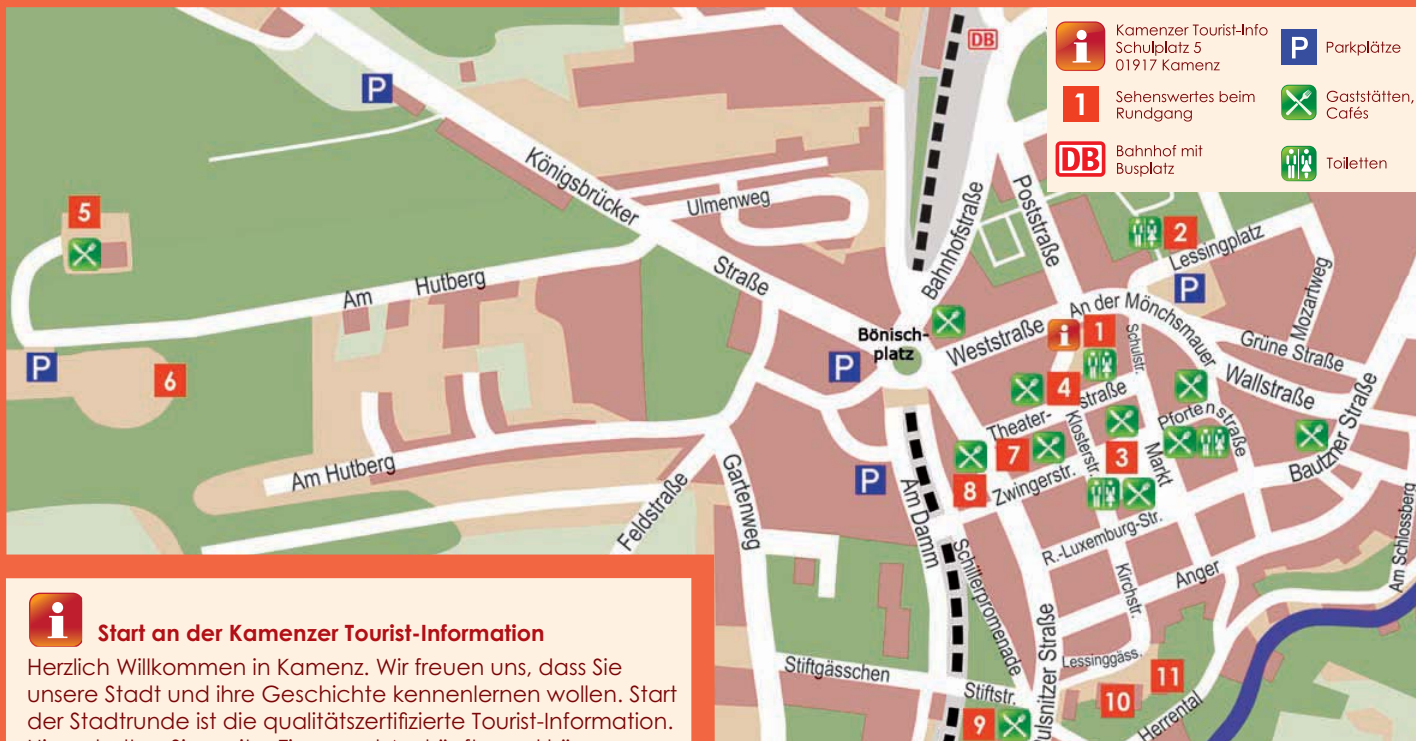 DB
Kamenzer Tourist-Info
Schulplatz 5
01917 Kamenz
P
Parkplätze
1
Sehenswertes beim
Rundgang
Gaststätten,
Cafés
DB
Bahnhof mit
Busplatz
Toiletten
P
Königsbrücker
Straße
Ulmenweg
Bahnhofstraße
Poststraße
5
2
Lessingplatz
P
Mozartweg
Am Hutberg
An der Mönchsmauer
Bönisch-
platz
Weststraße
i
1
Schulstr.
Grüne Straße
Wallstraße
P
6
P
4
Theater-
straße
Klosterstr.
Pfortenstraße
Markt
Bautzner Straße
7
3
8
Zwingerstr.
Am Hutberg
P
Feldstraße
Gartenweg
Am Damm
Schillerpromenade
R.-Luxemburg-Str.
Kirchstr.
Anger
Am Schlossberg
Stiftgässchen
Stiftstr.
Pulsnitzer Straße
Lessinggäss.
9
10
11
Herrental
i
Start an der Kamenzer Tourist-Information
Herzlich Willkommen in Kamenz. Wir freuen uns, dass Sie
unsere Stadt und ihre Geschichte kennenlernen wollen. Start
der Stadtrunde ist die qualitätszertifizierte Tourist-Information.